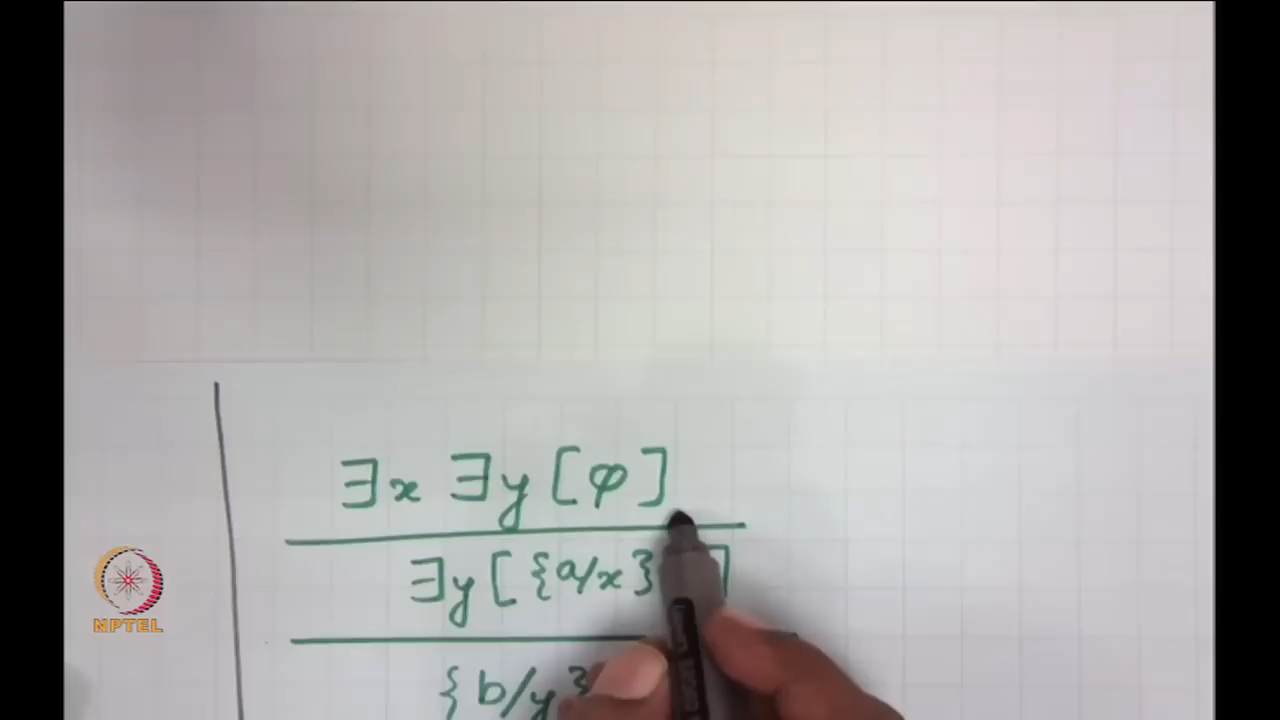 ∃x ∃y [φ]
∃y [ {a/x} ]
{b/y}
NPTEL